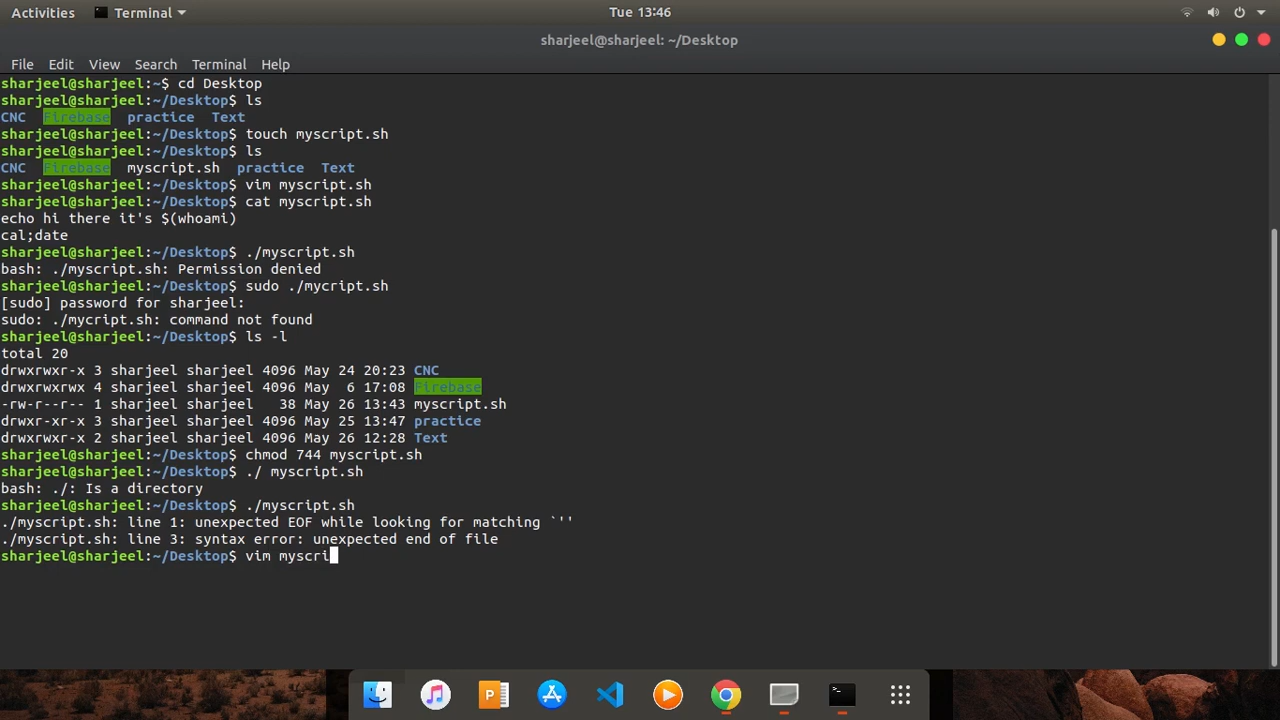 Activities Terminal Tue 13:46
sharjeel@sharjeel: ~/Desktop
File Edit View Search Terminal Help
sharjeel@sharjeel:~$ cd Desktop
sharjeel@sharjeel:~/Desktop$ ls
CNC Firebase practice Text
sharjeel@sharjeel:~/Desktop$ touch myscript.sh
sharjeel@sharjeel:~/Desktop$ ls
CNC Firebase myscript.sh practice Text
sharjeel@sharjeel:~/Desktop$ vim myscript.sh
sharjeel@sharjeel:~/Desktop$ cat myscript.sh
echo hi there it's $(whoami)
cal;date
sharjeel@sharjeel:~/Desktop$ ./myscript.sh
bash: ./myscript.sh: Permission denied
sharjeel@sharjeel:~/Desktop$ sudo ./mycript.sh
[sudo] password for sharjeel:
sudo: ./mycript.sh: command not found
sharjeel@sharjeel:~/Desktop$ ls -l
total 20
drwxrwxr-x 3 sharjeel sharjeel 4096 May 24 20:23 CNC
drwxrwxrwx 4 sharjeel sharjeel 4096 May  6 17:08 Firebase
-rw-r--r-- 1 sharjeel sharjeel   38 May 26 13:43 myscript.sh
drwxr-xr-x 3 sharjeel sharjeel 4096 May 25 13:47 practice
drwxrwxr-x 2 sharjeel sharjeel 4096 May 26 12:28 Text
sharjeel@sharjeel:~/Desktop$ chmod 744 myscript.sh
sharjeel@sharjeel:~/Desktop$ ./ myscript.sh
bash: ./: Is a directory
sharjeel@sharjeel:~/Desktop$ ./myscript.sh
./myscript.sh: line 1: unexpected EOF while looking for matching `''
./myscript.sh: line 3: syntax error: unexpected end of file
sharjeel@sharjeel:~/Desktop$ vim myscri
P